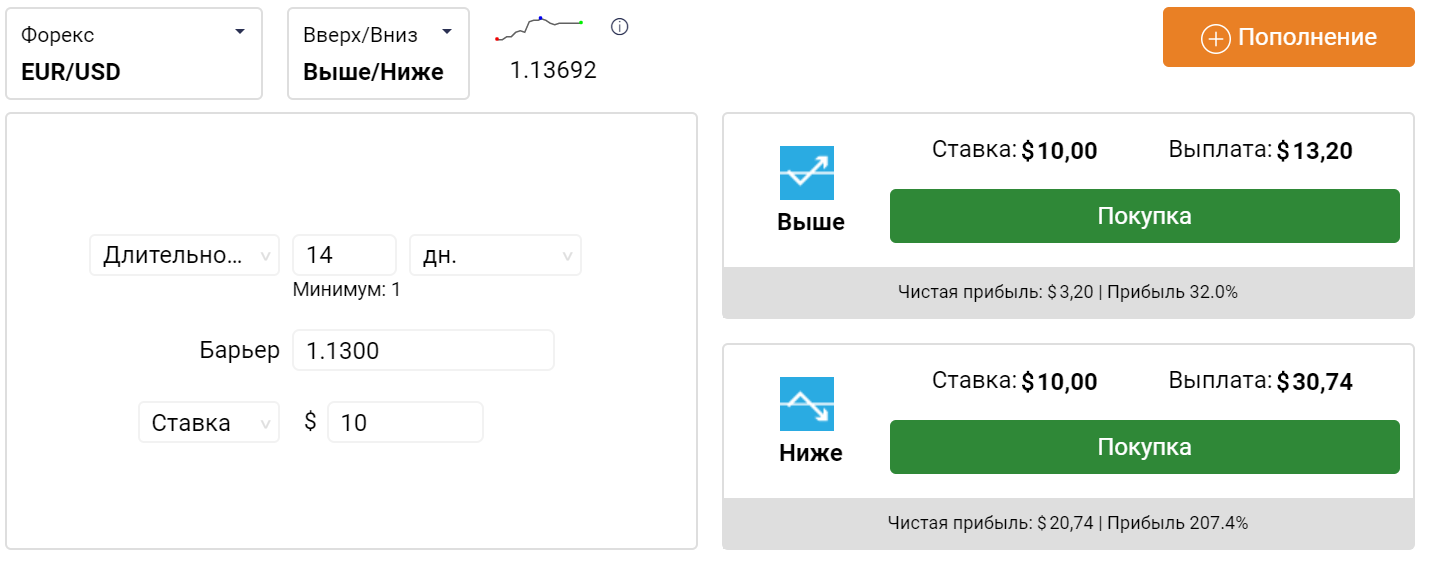 Форекс
EUR/USD
Вверх/Вниз
Выше/Ниже
1.13692
Пополнение
Длительно...
14
дн.
Минимум: 1
Барьер
1.1300
Ставка
$
10
Выше
Ставка: $10,00
Выплата: $13,20
Покупка
Чистая прибыль: $3,20 | Прибыль 32.0%
Ниже
Ставка: $10,00
Выплата: $30,74
Покупка
Чистая прибыль: $20,74 | Прибыль 207.4%